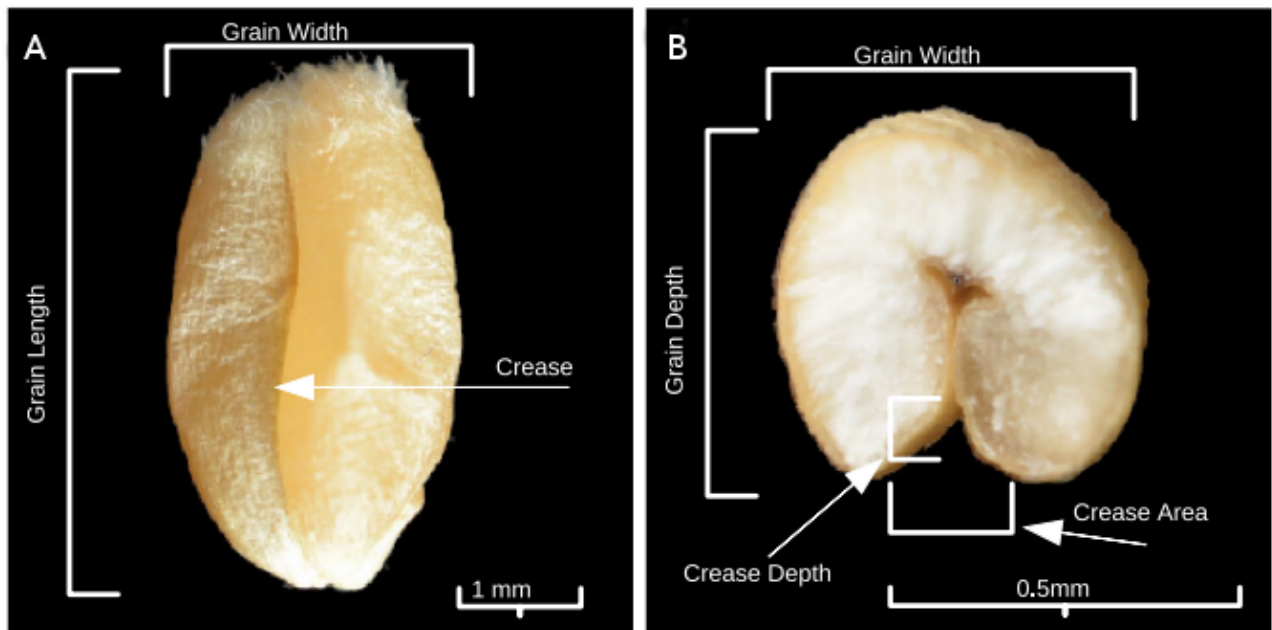 A
Grain Width
Grain Length
Crease
1 mm
B
Grain Width
Grain Depth
Crease Area
Crease Depth
0.5mm